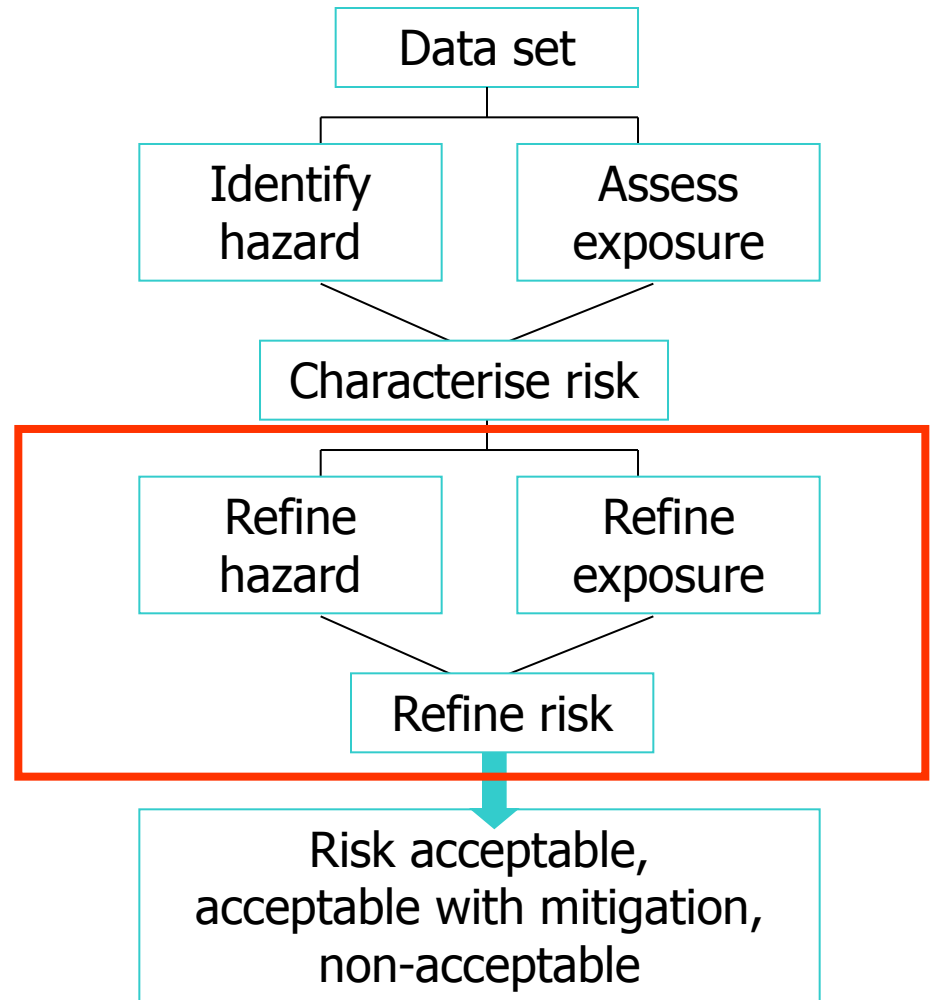 Data set
Identify
hazard
Assess
exposure
Characterise risk
Refine
hazard
Refine
exposure
Refine risk
Risk acceptable,
acceptable with mitigation,
non-acceptable